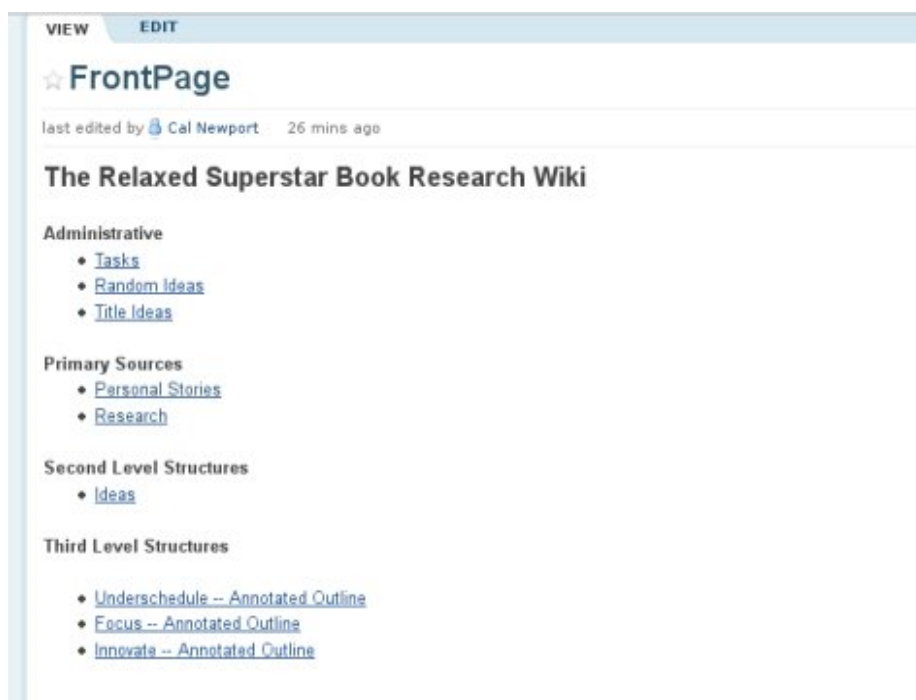 VIEW EDIT
FrontPage
last edited by Cal Newport 26 mins ago
The Relaxed Superstar Book Research Wiki
Administrative
Tasks
Random Ideas
Title Ideas
Primary Sources
Personal Stories
Research
Second Level Structures
Ideas
Third Level Structures
Underschedule -- Annotated Outline
Focus -- Annotated Outline
Innovate -- Annotated Outline